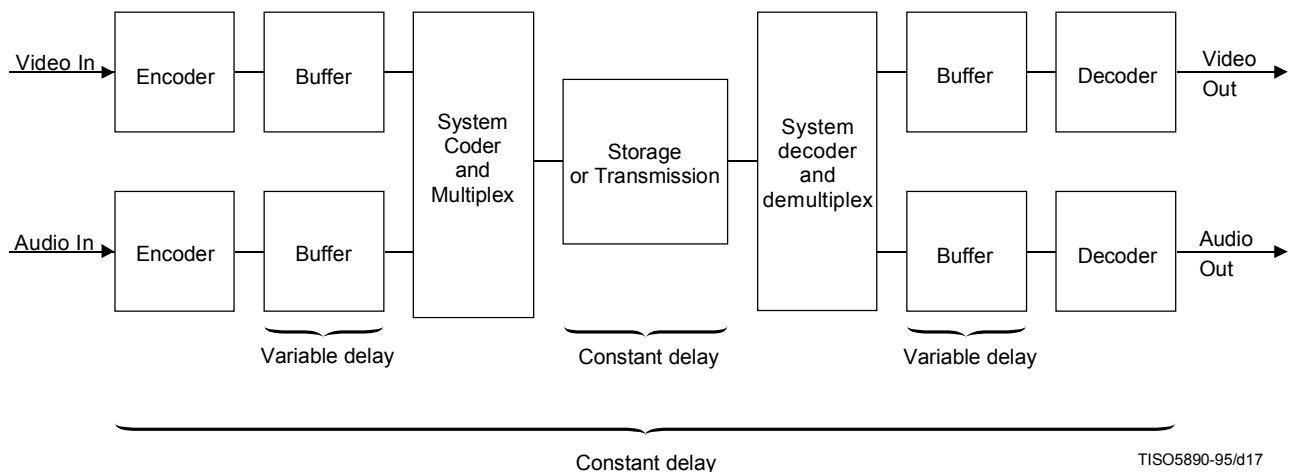 Video In
Encoder
Buffer
System
Coder
and
Multiplex
Storage
or Transmission
System
decoder
and
demultiplex
Buffer
Decoder
Video
Out
Audio In
Encoder
Buffer
Buffer
Decoder
Audio
Out
Variable delay
Constant delay
Variable delay
Constant delay
TISO5890-95/d17